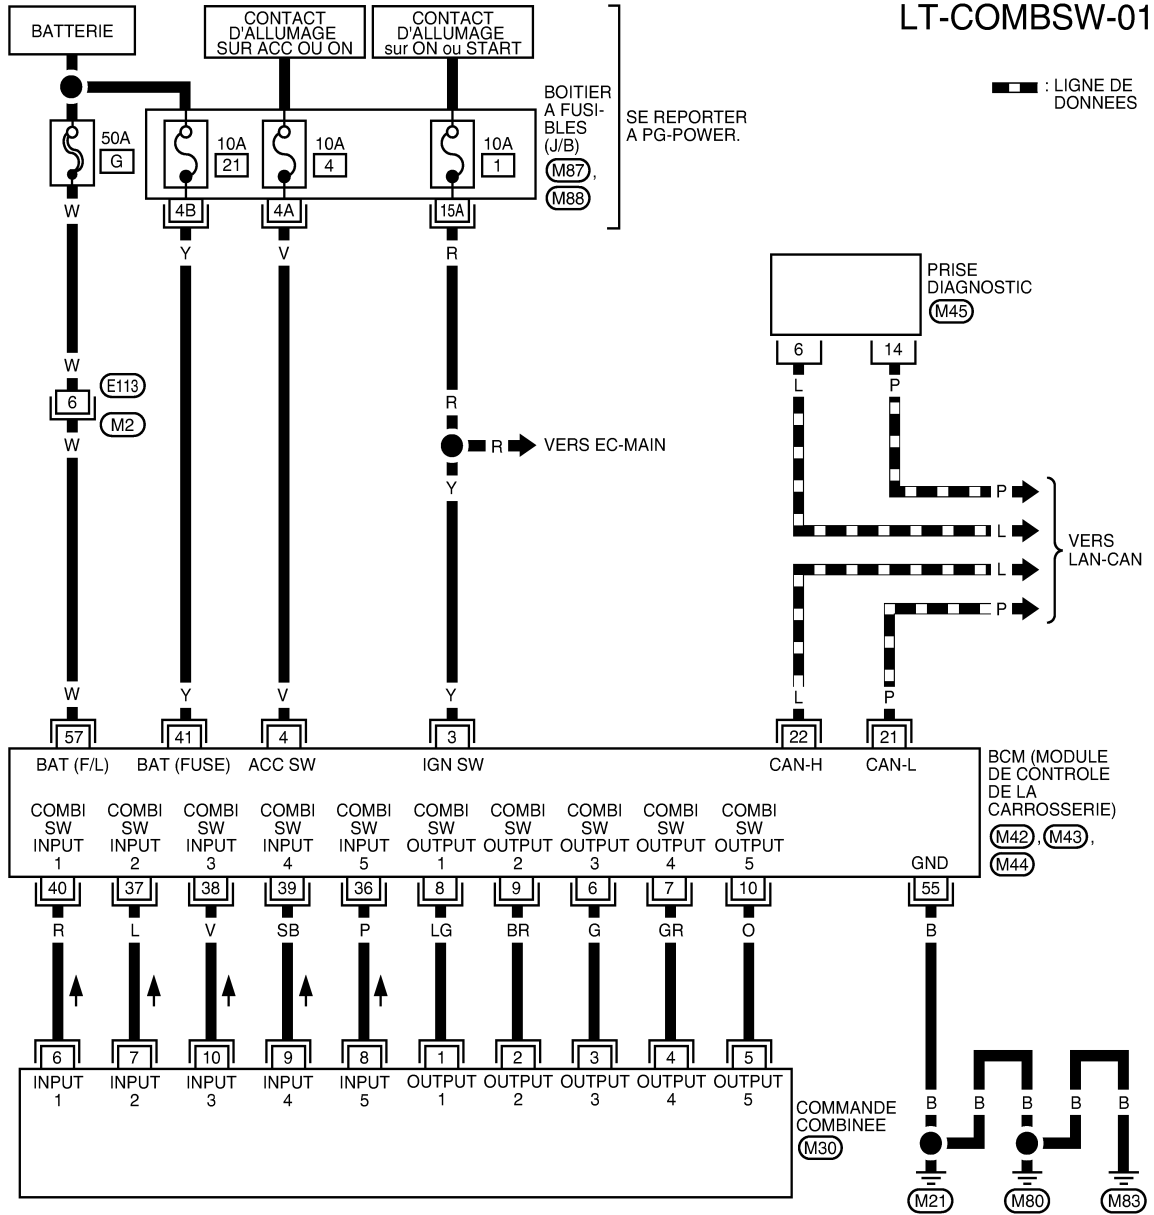 LT-COMBSW-01
BATTERIE
CONTACT
D'ALLUMAGE
SUR ACC OU ON
CONTACT
D'ALLUMAGE
sur ON ou START
: LIGNE DE
DONNEES
50A
G
10A
21
10A
4
10A
1
BOITIER
A FUSI-
BLES
(J/B)
M87 ,
M88
SE REPORTER
A PG-POWER.
4B
4A
15A
W
Y
V
R
PRISE
DIAGNOSTIC
M45
6
14
L
P
W
R
6
E113
M2
W
R
VERS EC-MAIN
Y
P
L
L
P
VERS
LAN-CAN
W
Y
V
Y
L
P
57
41
4
3
22
21
BAT (F/L)
BAT (FUSE)
ACC SW
IGN SW
CAN-H
CAN-L
BCM (MODULE
DE CONTROLE
DE LA
CARROSSERIE)
M42 , M43 ,
M44
COMBI
SW
INPUT
1
COMBI
SW
INPUT
2
COMBI
SW
INPUT
3
COMBI
SW
INPUT
4
COMBI
SW
INPUT
5
COMBI
SW
OUTPUT
1
COMBI
SW
OUTPUT
2
COMBI
SW
OUTPUT
3
COMBI
SW
OUTPUT
4
COMBI
SW
OUTPUT
5
GND
40
37
38
39
36
8
9
6
7
10
55
R
L
V
SB
P
LG
BR
G
GR
O
B
6
7
10
9
8
1
2
3
4
5
INPUT
1
INPUT
2
INPUT
3
INPUT
4
INPUT
5
OUTPUT
1
OUTPUT
2
OUTPUT
3
OUTPUT
4
OUTPUT
5
COMMANDE
COMBINEE
M30
B
B
B
B
B
M21
M80
M83